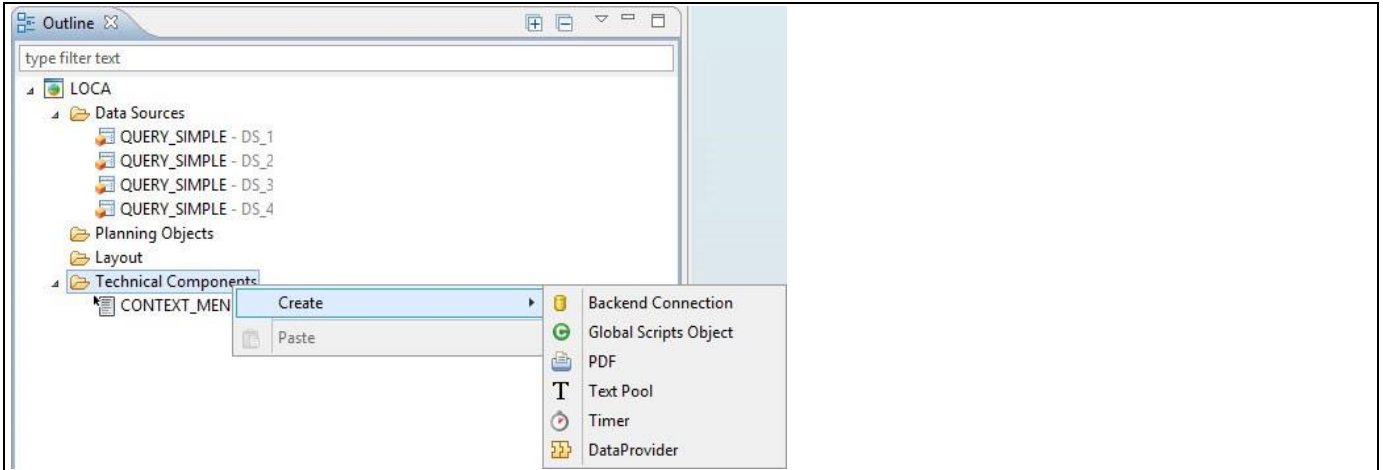 Outline
type filter text
LOCA
Data Sources
QUERY_SIMPLE - DS_1
QUERY_SIMPLE - DS_2
QUERY_SIMPLE - DS_3
QUERY_SIMPLE - DS_4
Planning Objects
Layout
Technical Components
CONTEXT_MEN
Create
Paste
Backend Connection
Global Scripts Object
PDF
T Text Pool
Timer
DataProvider